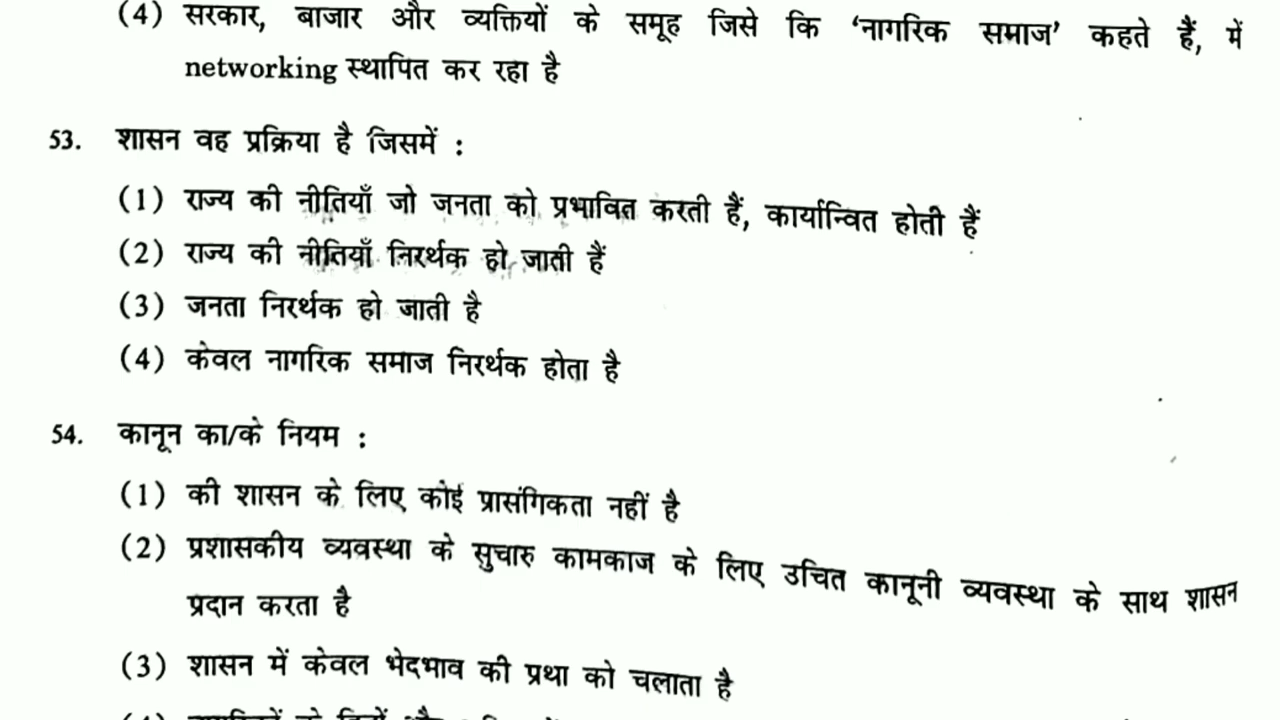 (4) सरकार, बाजार और व्यक्तियों के समूह जिसे कि ‘नागरिक समाज’ कहते हैं, में
networking स्थापित कर रहा है
53. शासन वह प्रक्रिया है जिसमें :
(1) राज्य की नीतियाँ जो जनता को प्रभावित करती हैं, कार्यान्वित होती हैं
(2) राज्य की नीतियाँ निरर्थक हो जाती हैं
(3) जनता निरर्थक हो जाती है
(4) केवल नागरिक समाज निरर्थक होता है
54. कानून का/के नियम :
(1) की शासन के लिए कोई प्रासंगिकता नहीं है
(2) प्रशासकीय व्यवस्था के सुचारु कामकाज के लिए उचित कानूनी व्यवस्था के साथ शासन
प्रदान करता है
(3) शासन में केवल भेदभाव की प्रथा को चलाता है